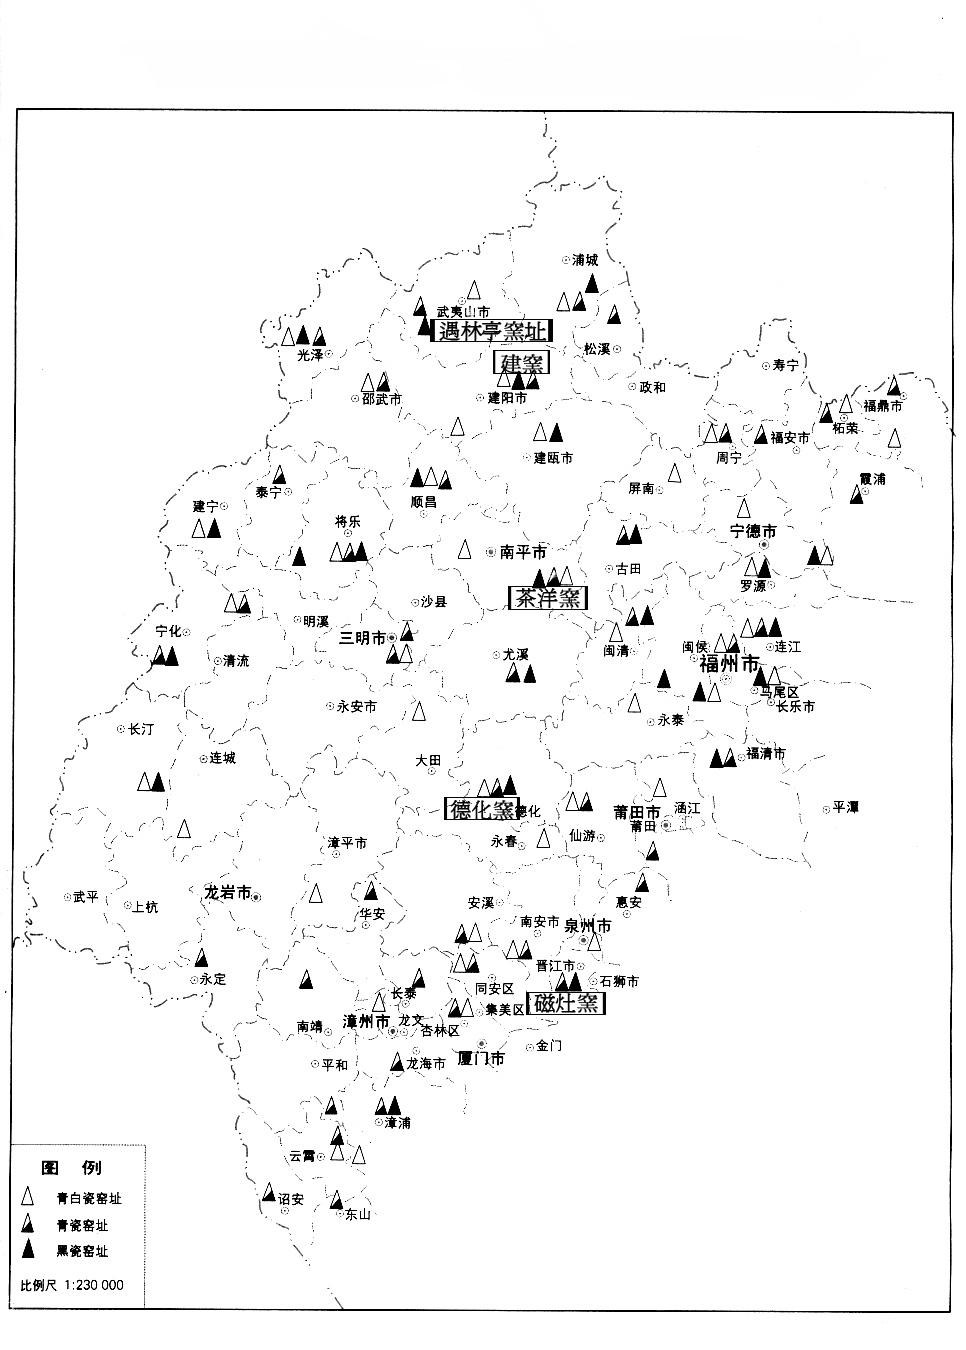 浦城
武夷山市
遇林亭窑址
松溪
光泽
建窑
寿宁
政和
邵武市
建阳市
福鼎市
柘荣
福安市
周宁
建瓯市
霞浦
屏南
泰宁
建宁
顺昌
将乐
宁德市
南平市
古田
罗源
茶洋窑
沙县
明溪
宁化
三明市
闽清
闽侯
连江
清流
尤溪
福州市
马尾区
长乐市
永安市
永泰
长汀
大田
连城
福清市
德化窑
德化
莆田市
涵江
平潭
莆田
仙游
永春
漳平市
龙岩市
武平
上杭
安溪
惠安
华安
南安市
泉州市
晋江市
石狮市
永定
同安区
长泰
磁灶窑
集美区
南靖
漳州市
龙文
杏林区
金门
厦门市
平和
龙海市
漳浦
云霄
诏安
东山
图 例
青白瓷窑址
青瓷窑址
黑瓷窑址
比例尺 1:230 000